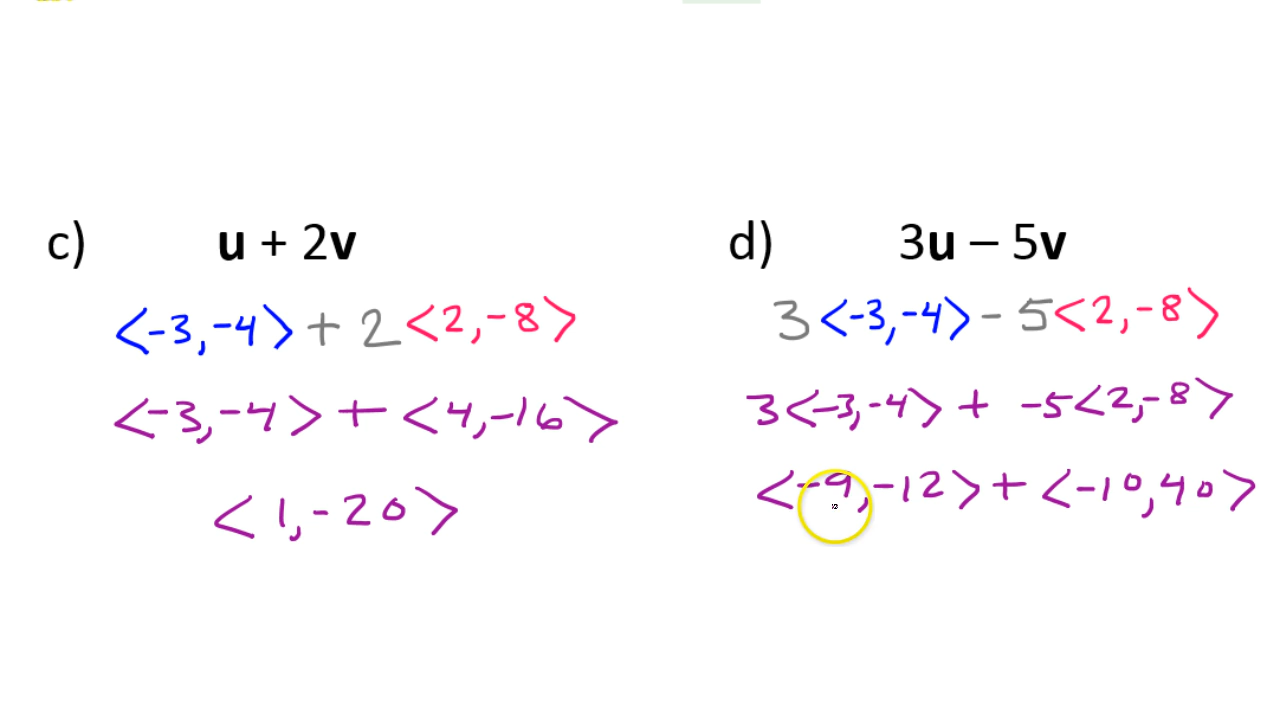 c) u + 2v
<-3,-4> + 2<2,-8>
<-3,-4> + <4,-16>
<1,-20>
d) 3u – 5v
3<-3,-4> - 5<2,-8>
3<-3,-4> + -5<2,-8>
<-9,-12> + <-10,40>